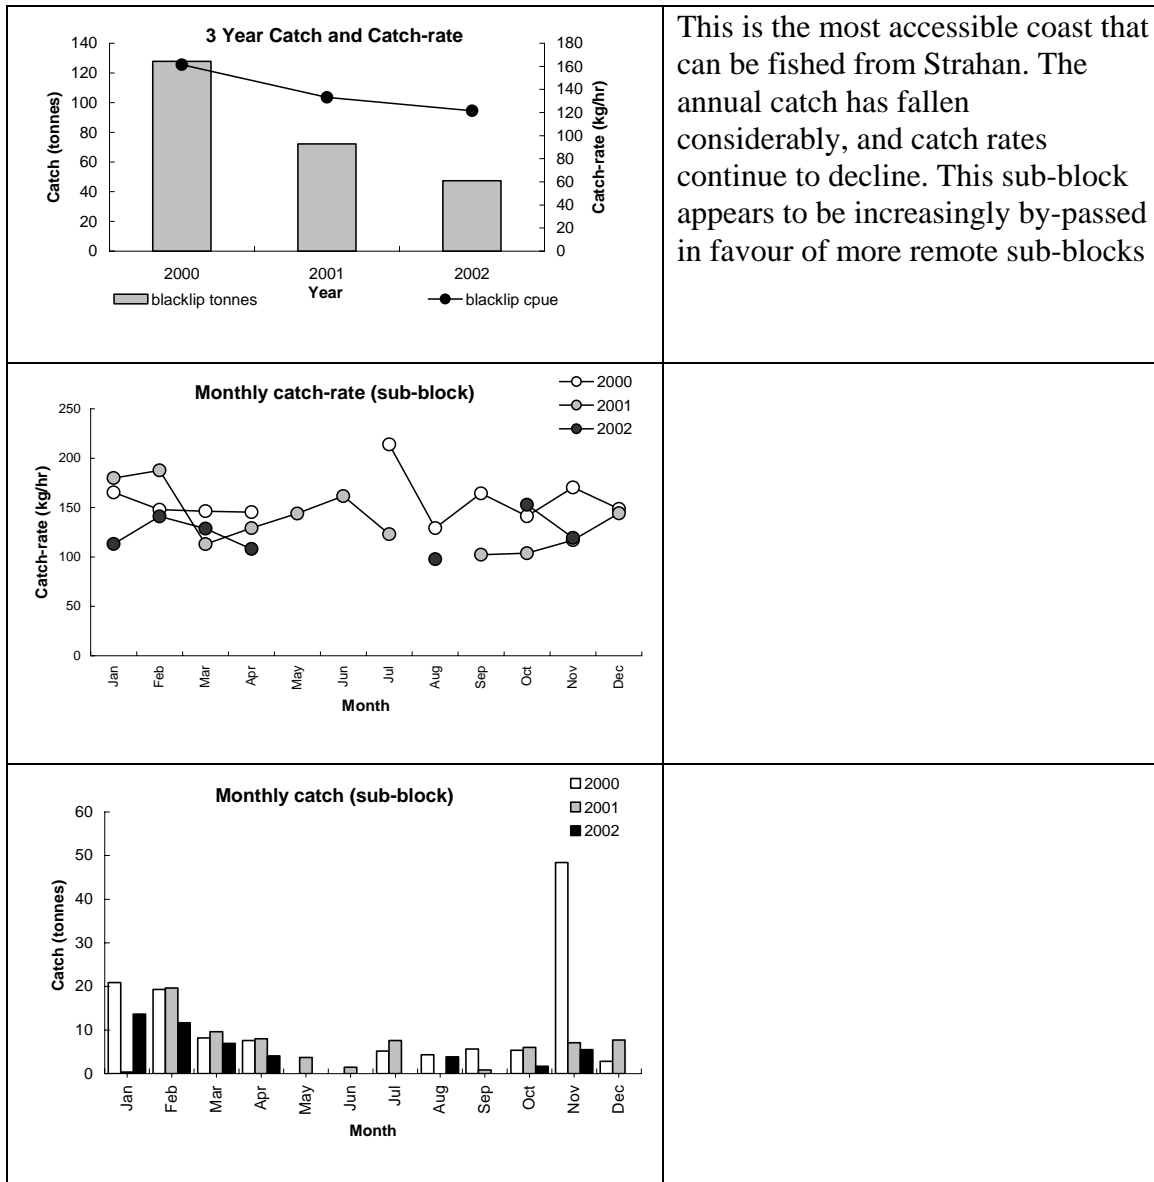 3 Year Catch and Catch-rate
140
120
100
80
60
40
20
0
Catch (tonnes)
180
160
140
120
100
80
60
40
20
0
Catch-rate (kg/hr)
2000 2001 2002
Year
blacklip tonnes blacklip cpue
This is the most accessible coast that
can be fished from Strahan. The
annual catch has fallen
considerably, and catch rates
continue to decline. This sub-block
appears to be increasingly by-passed
in favour of more remote sub-blocks
Monthly catch-rate (sub-block)
2000
2001
2002
250
200
150
100
50
0
Catch-rate (kg/hr)
Jan Feb Mar Apr May Jun Jul Aug Sep Oct Nov Dec
Month
Monthly catch (sub-block)
2000
2001
2002
60
50
40
30
20
10
0
Catch (tonnes)
Jan Feb Mar Apr May Jun Jul Aug Sep Oct Nov Dec
Month